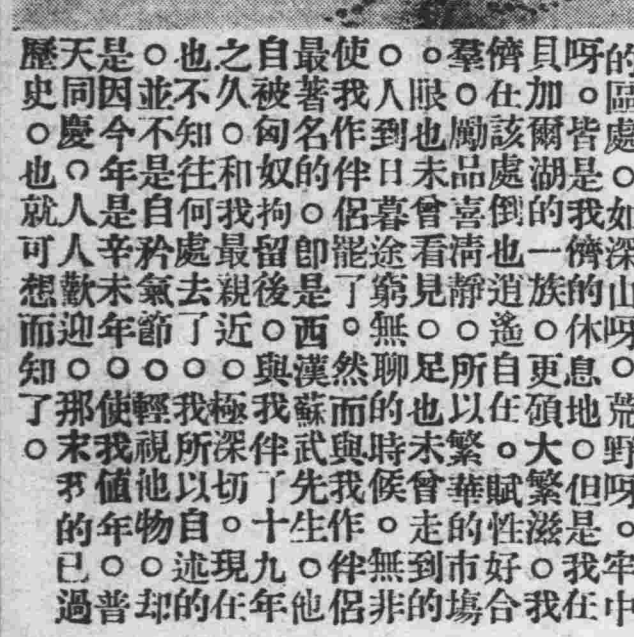 的區處。如深山呀。荒野呀。牢中
呀。皆是我儕的休息地。但是我在
貝加爾湖的一族。更碩大繁滋。我
儕在該處倒也逍遙自在。賦性好合
羣。勵品喜清靜。所以繁華的市塲
。眼也未曾看見。足也未曾走到的
。人到日暮途窮無聊的時候。無非
使我作伴侶罷了。然而與我作伴侶
最著名的。卽是西漢蘇武先生。他
自被匈奴拘留後。與我伴了十九年
之久。和我最親近。極深切。現在
也不知往何處去了。我所以自述的
。並不是自矜氣節。輕視他物。却
是因今年是辛未年。使我値年。普
天同慶。人人歡迎。那末我的已過
歷史。也就可想而知了。